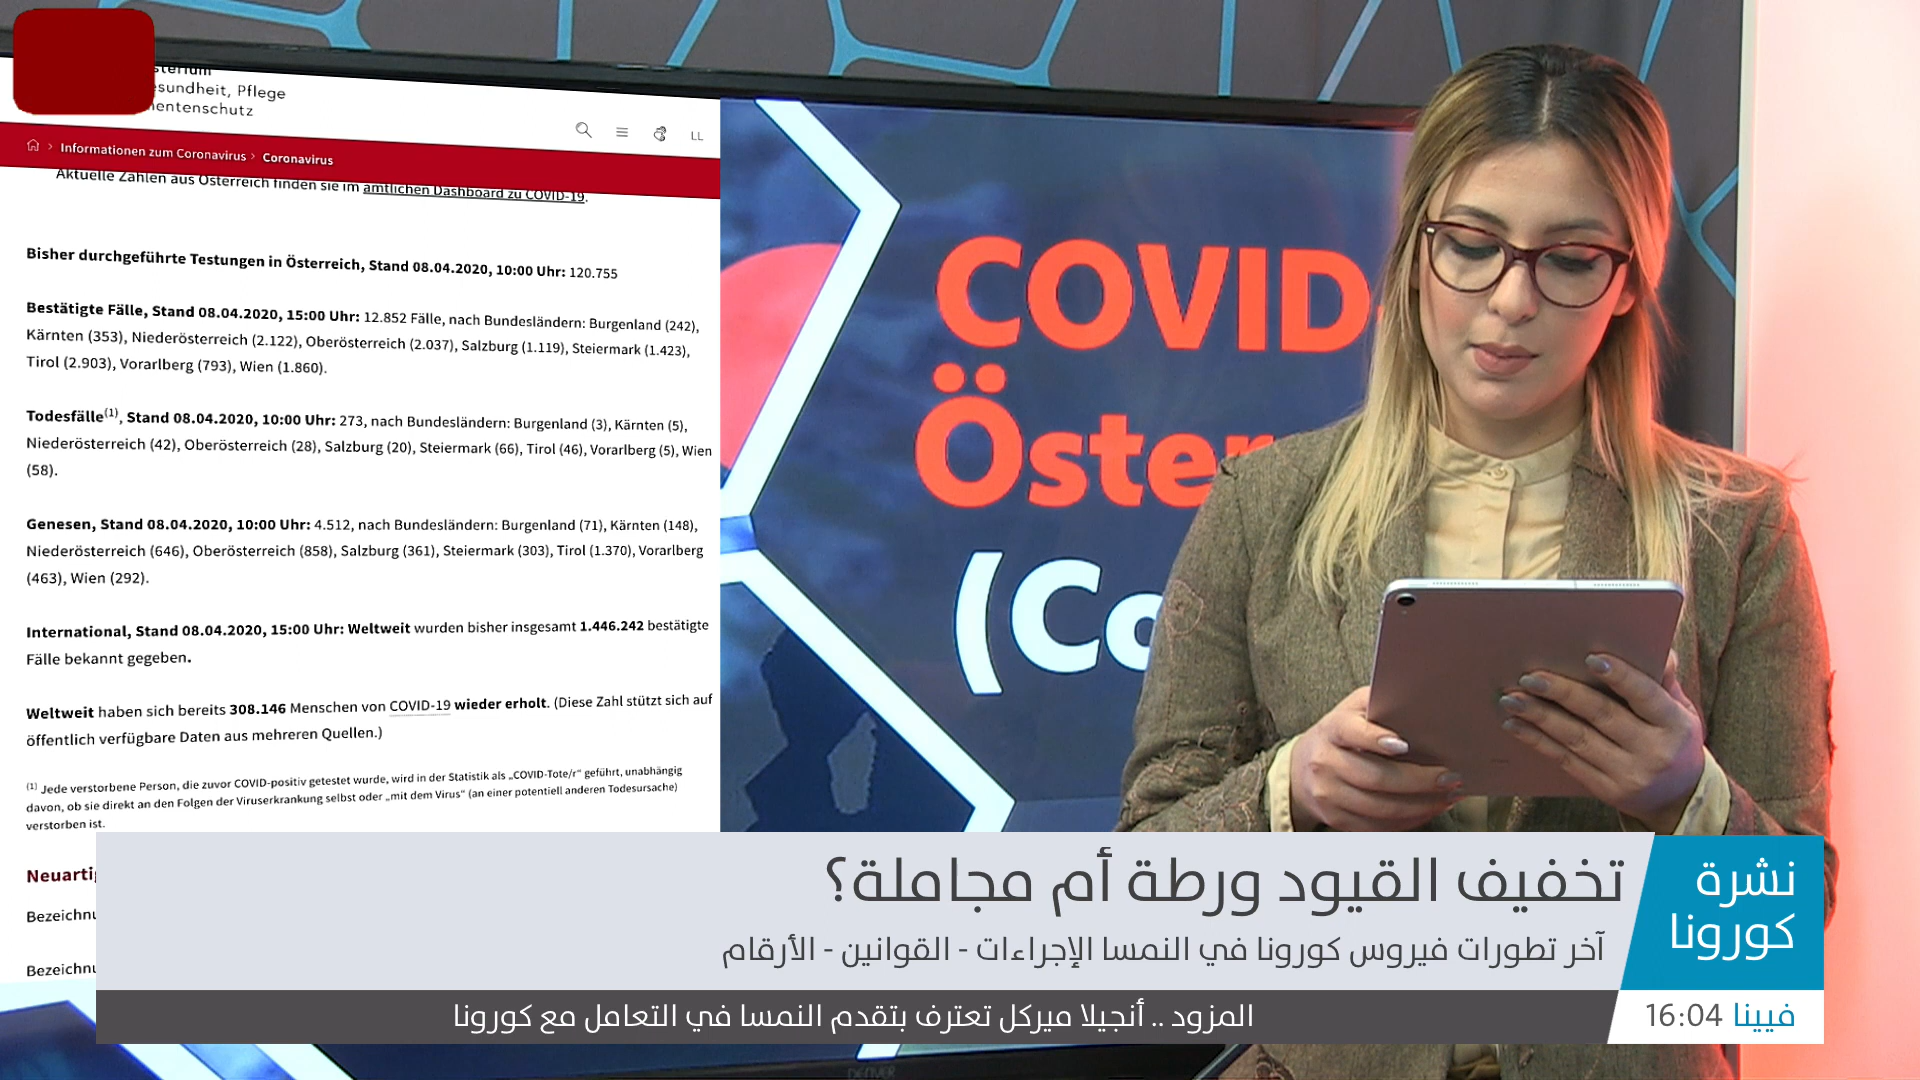 esundheit, Pflege
LL
Informationen zum Coronavirus > Coronavirus
Aktuelle Zahlen aus Österreich finden sie im amtlichen Dashboard zu COVID-19.
Bisher durchgeführte Testungen in Österreich, Stand 08.04.2020, 10:00 Uhr: 120.755
Bestätigte Fälle, Stand 08.04.2020, 15:00 Uhr: 12.852 Fälle, nach Bundesländern: Burgenland (242),
Kärnten (353), Niederösterreich (2.122), Oberösterreich (2.037), Salzburg (1.119), Steiermark (1.423),
Tirol (2.903), Vorarlberg (793), Wien (1.860).
Todesfälle(1), Stand 08.04.2020, 10:00 Uhr: 273, nach Bundesländern: Burgenland (3), Kärnten (5),
Niederösterreich (42), Oberösterreich (28), Salzburg (20), Steiermark (66), Tirol (46), Vorarlberg (5), Wien
(58).
Genesen, Stand 08.04.2020, 10:00 Uhr: 4.512, nach Bundesländern: Burgenland (71), Kärnten (148),
Niederösterreich (646), Oberösterreich (858), Salzburg (361), Steiermark (303), Tirol (1.370), Vorarlberg
(463), Wien (292).
International, Stand 08.04.2020, 15:00 Uhr: Weltweit wurden bisher insgesamt 1.446.242 bestätigte
Fälle bekannt gegeben.
Weltweit haben sich bereits 308.146 Menschen von COVID-19 wieder erholt. (Diese Zahl stützt sich auf
öffentlich verfügbare Daten aus mehreren Quellen.)
(1) Jede verstorbene Person, die zuvor COVID-positiv getestet wurde, wird in der Statistik als „COVID-Tote/r“ geführt, unabhängig
davon, ob sie direkt an den Folgen der Viruserkrankung selbst oder „mit dem Virus“ (an einer potentiell anderen Todesursache)
verstorben ist.
Neuarti
Bezeichnu
Bezeichnu
COVID-
Öster
(Co
تخفيف القيود ورطة أم مجاملة؟
آخر تطورات فيروس كورونا في النمسا الإجراءات - القوانين - الأرقام
نشرة
كورونا
المزود .. أنجيلا ميركل تعترف بتقدم النمسا في التعامل مع كورونا
فيينا 16:04
DENVER